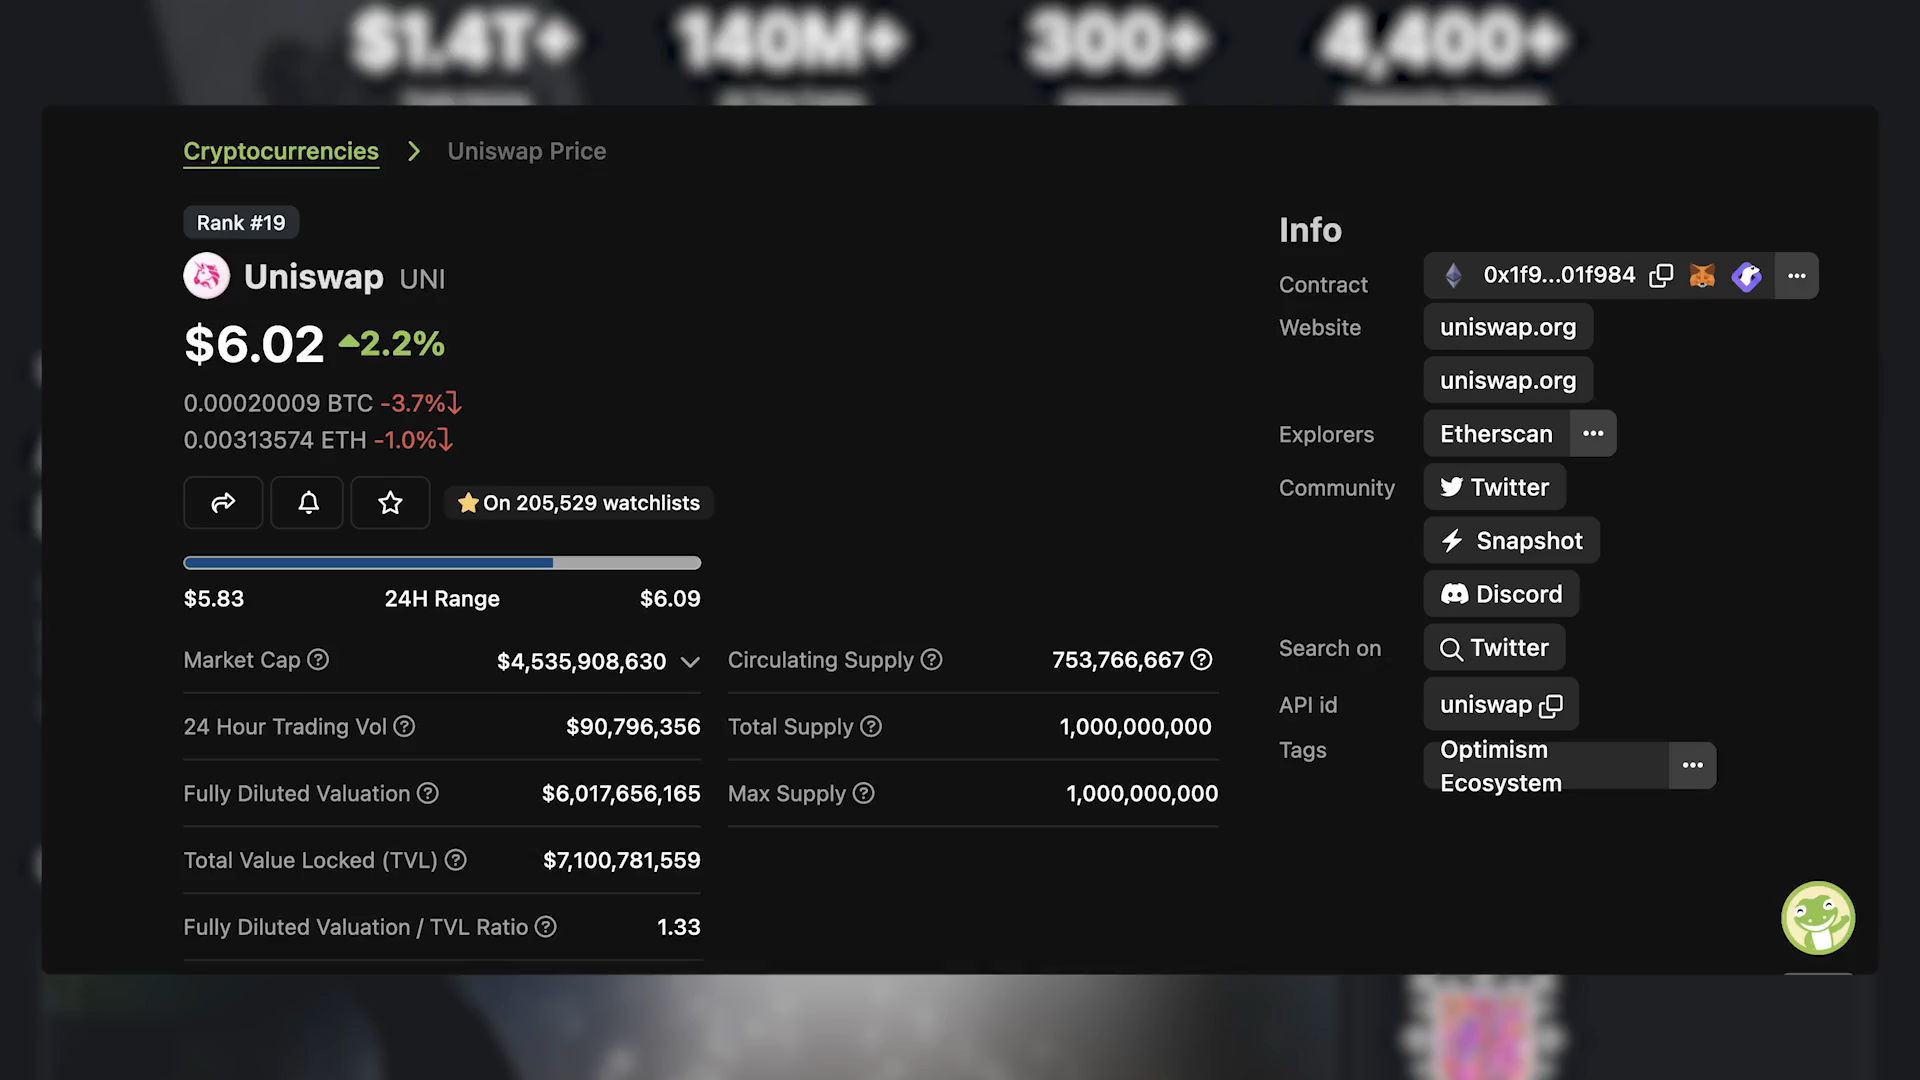 $1.4T+ 140M+ 300+ 4,400+
Cryptocurrencies > Uniswap Price
Rank #19
Uniswap UNI
$6.02 2.2%
0.00020009 BTC -3.7%
0.00313574 ETH -1.0%
On 205,529 watchlists
$5.83 24H Range $6.09
Market Cap $4,535,908,630
24 Hour Trading Vol $90,796,356
Fully Diluted Valuation $6,017,656,165
Total Value Locked (TVL) $7,100,781,559
Fully Diluted Valuation / TVL Ratio 1.33
Circulating Supply 753,766,667
Total Supply 1,000,000,000
Max Supply 1,000,000,000
Info
Contract 0x1f9...01f984
Website uniswap.org
uniswap.org
Explorers Etherscan
Community Twitter
Snapshot
Discord
Search on Twitter
API id uniswap
Tags Optimism
Ecosystem